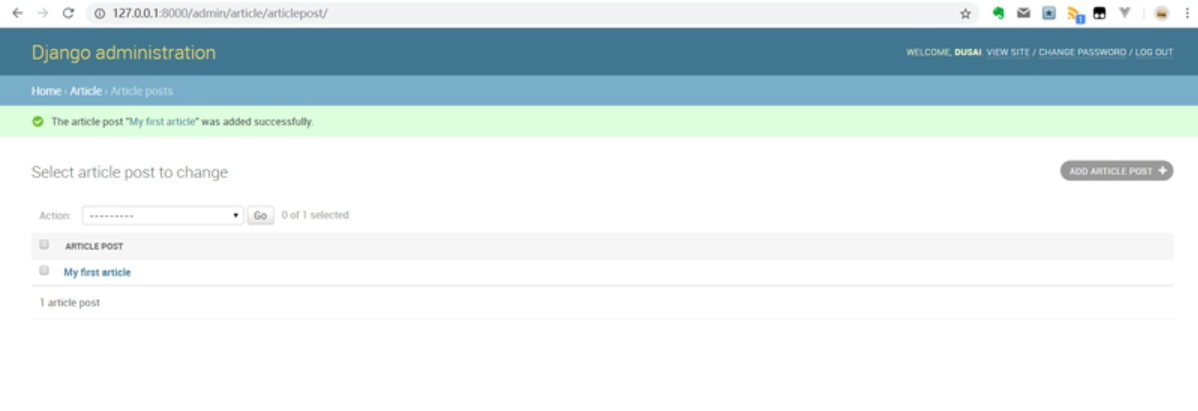 127.0.0.1:8000/admin/article/articlepost/
Django administration
WELCOME, DUSAI. VIEW SITE / CHANGE PASSWORD / LOG OUT
Home › Article › Article posts
The article post "My first article" was added successfully.
Select article post to change
ADD ARTICLE POST +
Action: --------- Go 0 of 1 selected
ARTICLE POST
My first article
1 article post